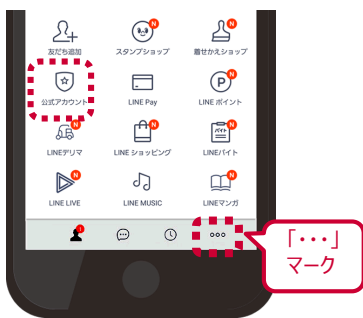 友だち追加
スタンプショップ
着せかえショップ
公式アカウント
LINE Pay
LINE ポイント
LINEデリマ
LINE ショッピング
LINEバイト
LINE LIVE
LINE MUSIC
LINEマンガ
「・・・」
マーク